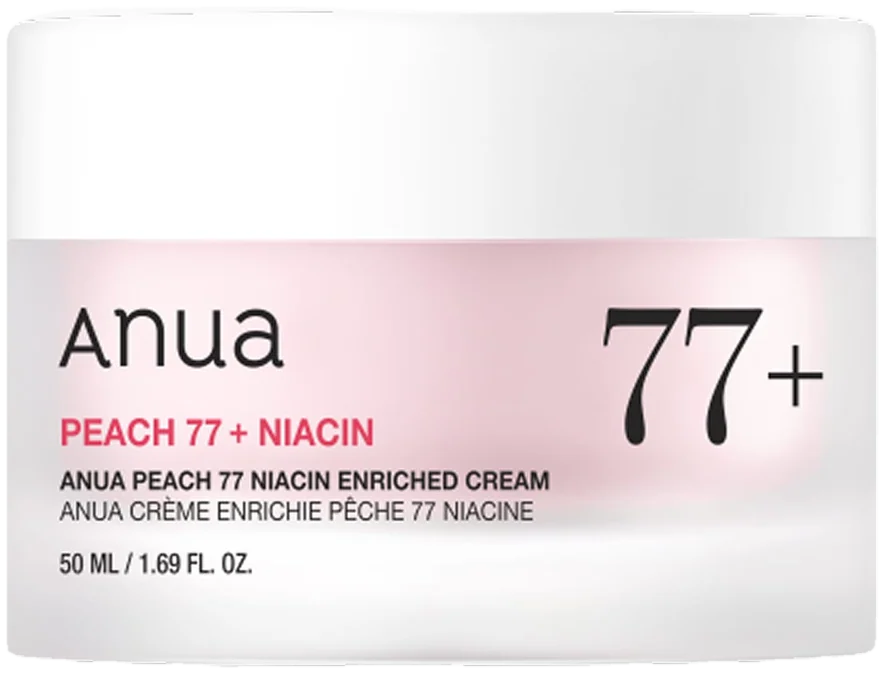 Anua
77+
PEACH 77 + NIACIN
ANUA PEACH 77 NIACIN ENRICHED CREAM
ANUA CRÈME ENRICHIE PÊCHE 77 NIACINE
50 ML / 1.69 FL. OZ.